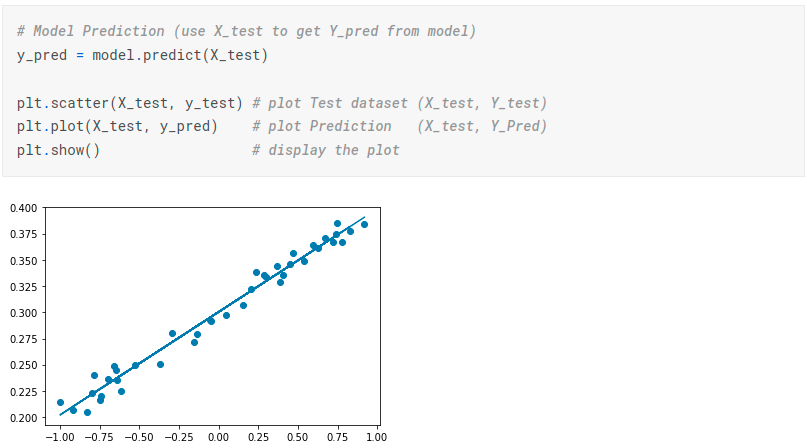 # Model Prediction (use X_test to get Y_pred from model)
y_pred = model.predict(X_test)
plt.scatter(X_test, y_test) # plot Test dataset (X_test, Y_test)
plt.plot(X_test, y_pred)    # plot Prediction   (X_test, Y_Pred)
plt.show()                  # display the plot
0.400
0.375
0.350
0.325
0.300
0.275
0.250
0.225
0.200
−1.00 −0.75 −0.50 −0.25 0.00 0.25 0.50 0.75 1.00